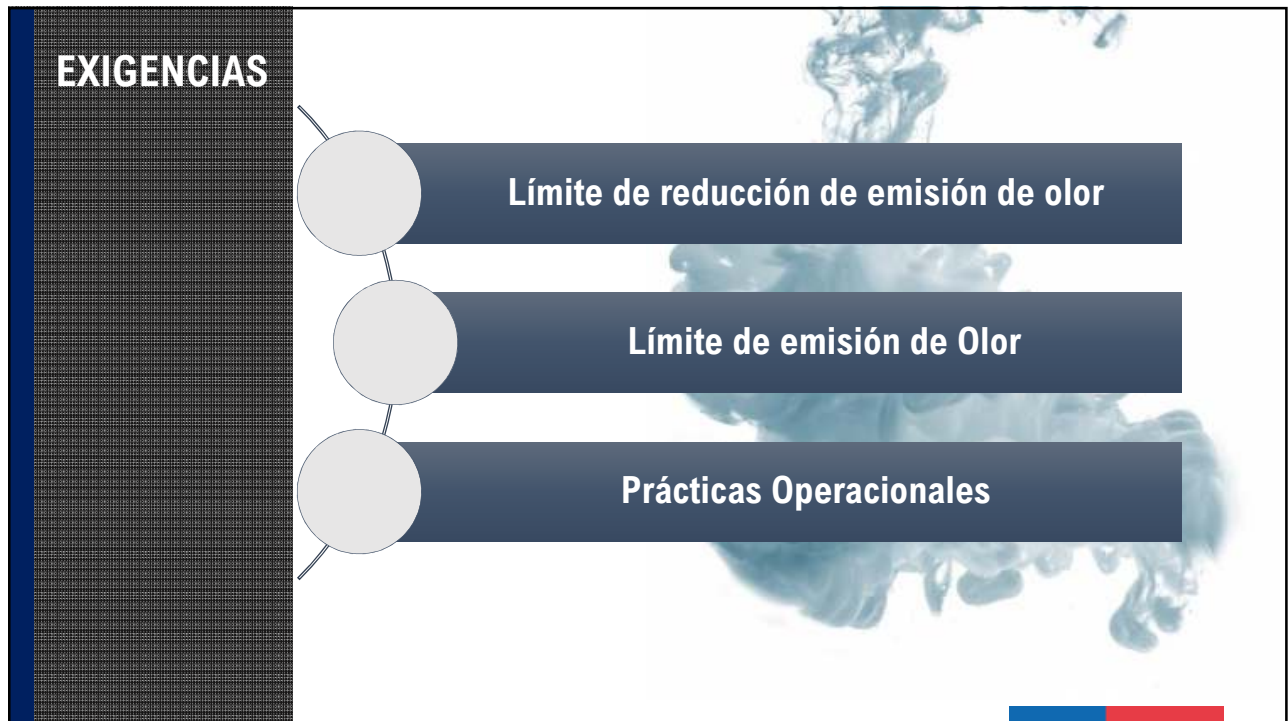 EXIGENCIAS
Límite de reducción de emisión de olor
Límite de emisión de Olor
Prácticas Operacionales